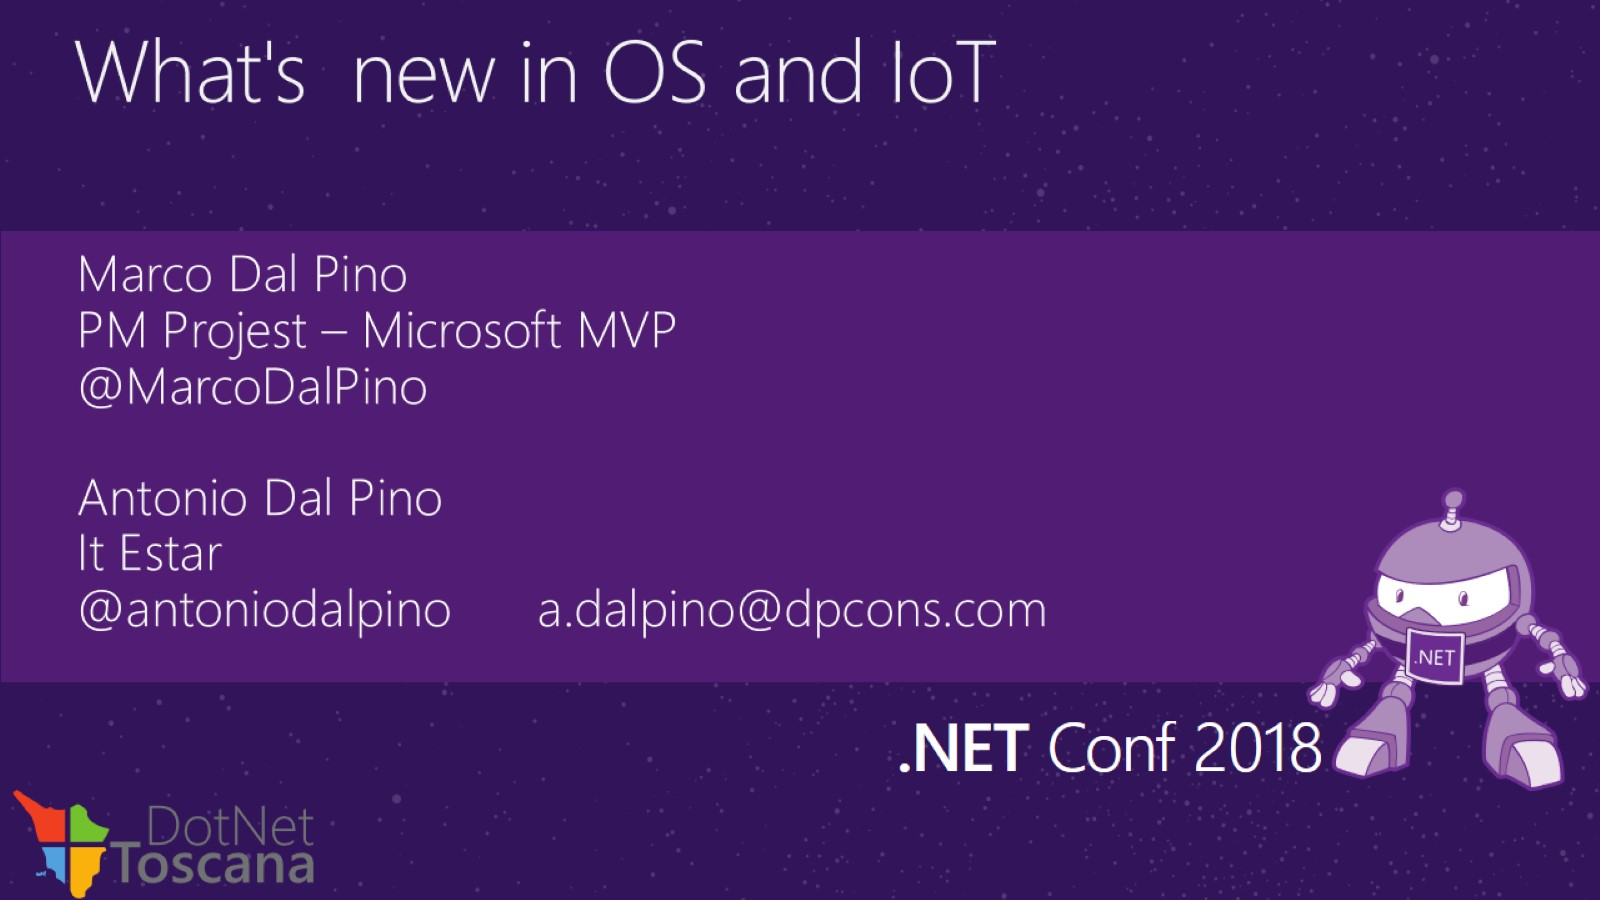 What's  new in OS and IoT
Marco Dal Pino
PM Projest – Microsoft MVP
@MarcoDalPino
Antonio Dal Pino
It Estar
@antoniodalpino a.dalpino@dpcons.com
.NET
.NET Conf 2018
DotNet
Toscana